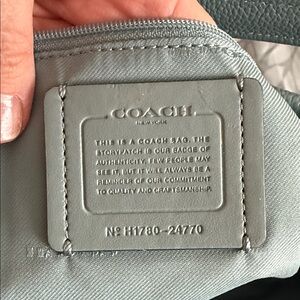 COACH
NEW YORK
THIS IS A COACH BAG. THE
STORYPATCH IS OUR BADGE OF
AUTHENTICITY. FEW PEOPLE MAY
SEE IT, BUT IT WILL ALWAYS BE A
REMINDER OF OUR COMMITMENT
TO QUALITY AND CRAFTSMANSHIP.
Nº H1780-24770